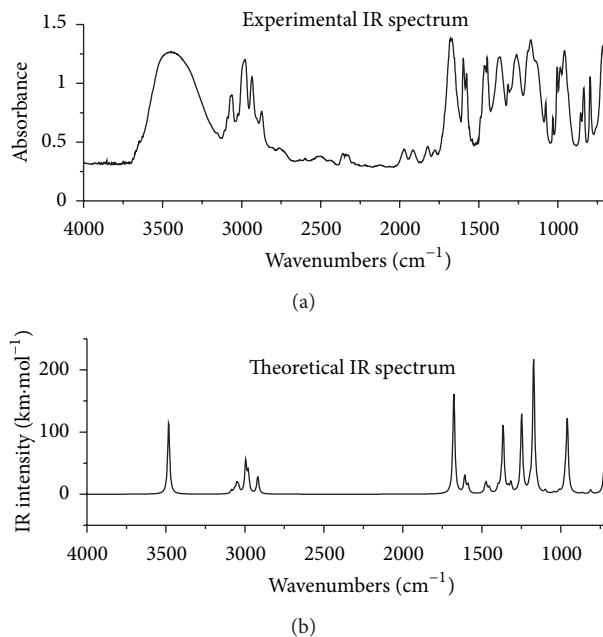 Experimental IR spectrum
1.5
1
0.5
0
Absorbance
4000 3500 3000 2500 2000 1500 1000
Wavenumbers (cm−1)
(a)
Theoretical IR spectrum
200
100
0
IR intensity (km·mol−1)
4000 3500 3000 2500 2000 1500 1000
Wavenumbers (cm−1)
(b)